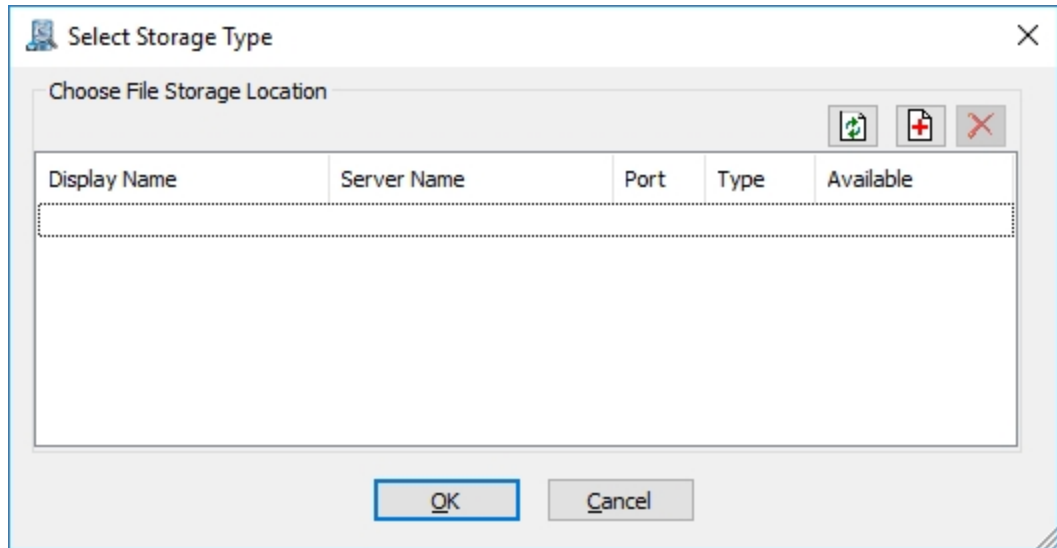 Select Storage Type
Choose File Storage Location
Display Name Server Name Port Type Available
OK Cancel